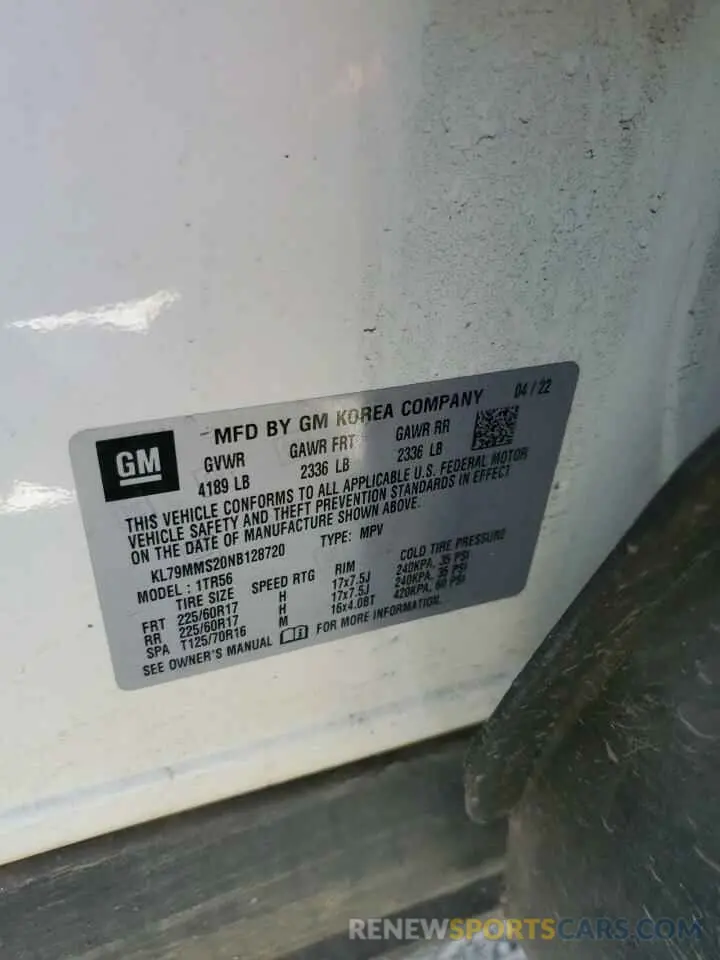 MFD BY GM KOREA COMPANY 04 / 22
GM
GVWR GAWR FRT GAWR RR
4189 LB 2336 LB 2336 LB
THIS VEHICLE CONFORMS TO ALL APPLICABLE U.S. FEDERAL MOTOR
VEHICLE SAFETY AND THEFT PREVENTION STANDARDS IN EFFECT
ON THE DATE OF MANUFACTURE SHOWN ABOVE.
KL79MMS20NB128720 TYPE: MPV
MODEL : 1TR56
TIRE SIZE SPEED RTG RIM COLD TIRE PRESSURE
FRT 225/60R17 H 17x7.5J 240KPA, 35 PSI
RR 225/60R17 H 17x7.5J 240KPA, 35 PSI
SPA T125/70R16 M 16x4.0BT 420KPA, 60 PSI
SEE OWNER'S MANUAL FOR MORE INFORMATION.
RENEWSPORTSCARS.COM